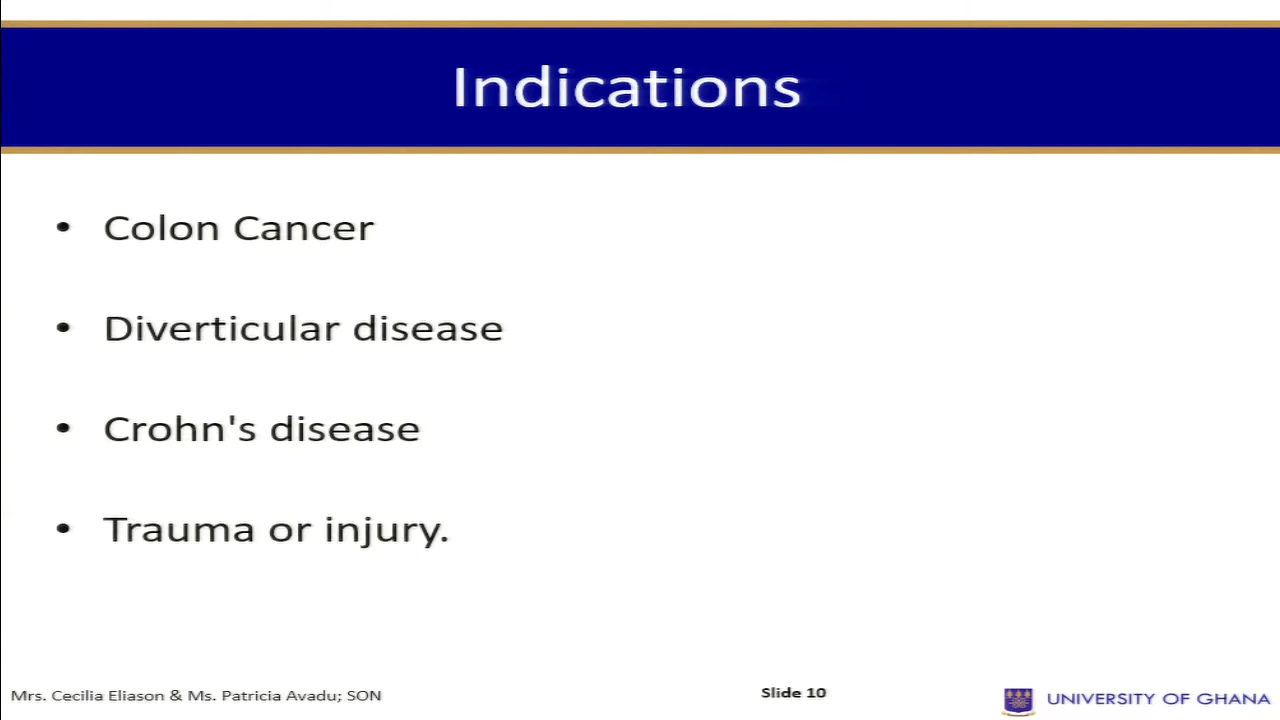 Indications
• Colon Cancer
• Diverticular disease
• Crohn's disease
• Trauma or injury.
Mrs. Cecilia Eliason & Ms. Patricia Avadu; SON
Slide 10
UNIVERSITY OF GHANA